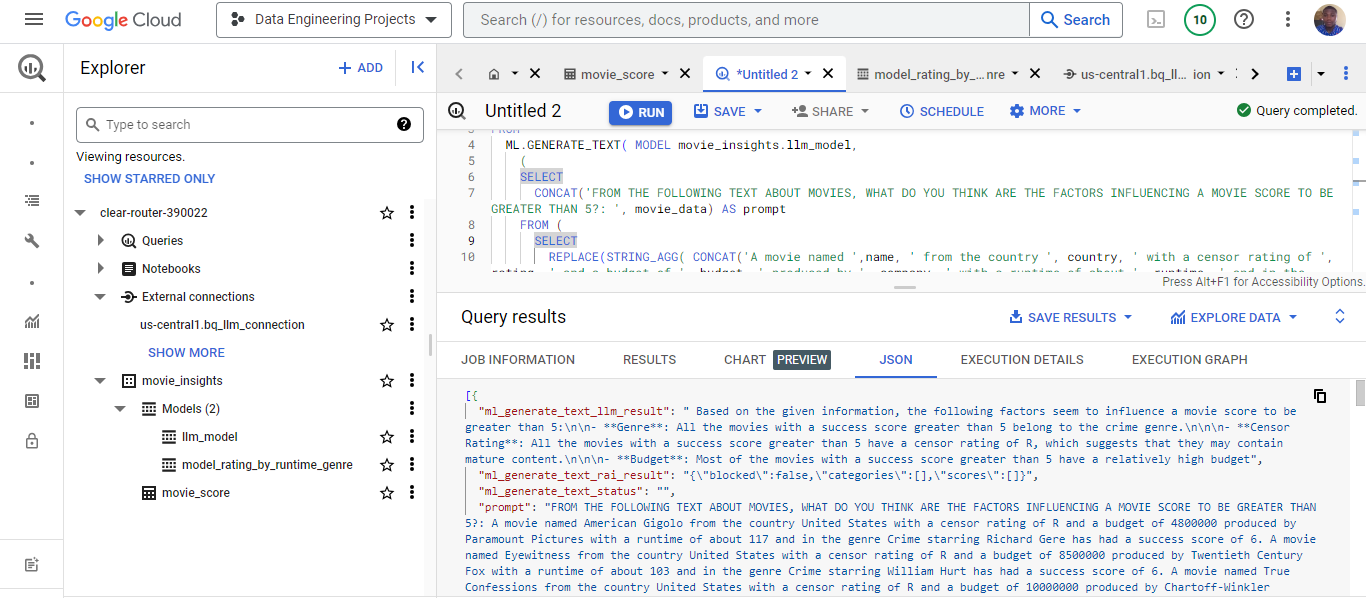 Google Cloud
Data Engineering Projects
Search (/) for resources, docs, products, and more
Search
10
Explorer
+ ADD
movie_score
*Untitled 2
model_rating_by_...nre
us-central1.bq_ll... ion
Untitled 2
RUN
SAVE
SHARE
SCHEDULE
MORE
Query completed.
Type to search
Viewing resources.
SHOW STARRED ONLY
clear-router-390022
Queries
Notebooks
External connections
us-central1.bq_llm_connection
SHOW MORE
movie_insights
Models (2)
llm_model
model_rating_by_runtime_genre
movie_score
3 FROM
4 ML.GENERATE_TEXT( MODEL movie_insights.llm_model,
5 (
6 SELECT
7 CONCAT('FROM THE FOLLOWING TEXT ABOUT MOVIES, WHAT DO YOU THINK ARE THE FACTORS INFLUENCING A MOVIE SCORE TO BE
GREATER THAN 5?: ', movie_data) AS prompt
8 FROM (
9 SELECT
10 REPLACE(STRING_AGG( CONCAT('A movie named ',name, ' from the country ', country, ' with a censor rating of ',
rating, ' and a budget of ', budget, ' produced by ', company, ' with a runtime of about ', runtime, ' and in the
Press Alt+F1 for Accessibility Options.
Query results
SAVE RESULTS
EXPLORE DATA
JOB INFORMATION
RESULTS
CHART PREVIEW
JSON
EXECUTION DETAILS
EXECUTION GRAPH
[{
"ml_generate_text_llm_result": " Based on the given information, the following factors seem to influence a movie score to be
greater than 5:\n\n- **Genre**: All the movies with a success score greater than 5 belong to the crime genre.\n\n\n- **Censor
Rating**: All the movies with a success score greater than 5 have a censor rating of R, which suggests that they may contain
mature content.\n\n\n- **Budget**: Most of the movies with a success score greater than 5 have a relatively high budget",
"ml_generate_text_rai_result": "{\"blocked\":false,\"categories\":[],\"scores\":[]}",
"ml_generate_text_status": "",
"prompt": "FROM THE FOLLOWING TEXT ABOUT MOVIES, WHAT DO YOU THINK ARE THE FACTORS INFLUENCING A MOVIE SCORE TO BE GREATER THAN
5?: A movie named American Gigolo from the country United States with a censor rating of R and a budget of 4800000 produced by
Paramount Pictures with a runtime of about 117 and in the genre Crime starring Richard Gere has had a success score of 6. A movie
named Eyewitness from the country United States with a censor rating of R and a budget of 8500000 produced by Twentieth Century
Fox with a runtime of about 103 and in the genre Crime starring William Hurt has had a success score of 6. A movie named True
Confessions from the country United States with a censor rating of R and a budget of 10000000 produced by Chartoff-Winkler